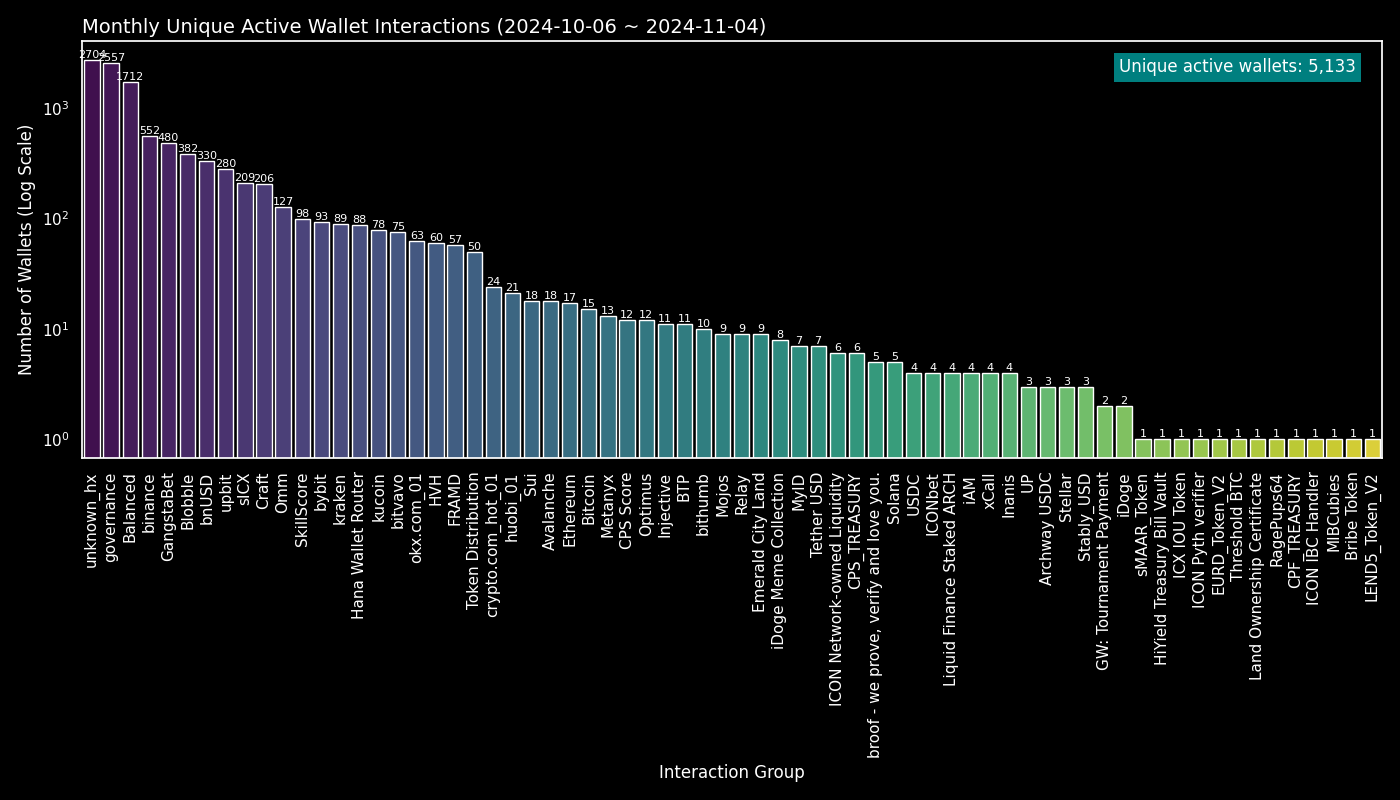 Monthly Unique Active Wallet Interactions (2024-10-06 ~ 2024-11-04)
Unique active wallets: 5,133
Number of Wallets (Log Scale)
10³
10²
10¹
10⁰
2704
2557
1712
552
480
382
330
280
209
206
127
98
93
89
88
78
75
63
60
57
50
24
21
18
18
17
15
13
12
12
11
11
10
9
9
9
8
7
7
6
6
5
5
4
4
4
4
4
4
3
3
3
3
2
2
1
1
1
1
1
1
1
1
1
1
1
1
1
unknown_hx
governance
Balanced
binance
GangstaBet
Blobble
bnUSD
upbit
sICX
Craft
Omm
SkillScore
bybit
kraken
Hana Wallet Router
kucoin
bitvavo
okx.com_01
HVH
FRAMD
Token Distribution
crypto.com_hot_01
huobi_01
Sui
Avalanche
Ethereum
Bitcoin
Metanyx
CPS Score
Optimus
Injective
BTP
bithumb
Mojos
Relay
Emerald City Land
iDoge Meme Collection
MyID
Tether_USD
ICON Network-owned Liquidity
CPS_TREASURY
broof - we prove, verify and love you.
Solana
USDC
ICONbet
Liquid Finance Staked ARCH
iAM
xCall
Inanis
UP
Archway USDC
Stellar
Stably_USD
GW: Tournament Payment
iDoge
sMAAR_Token
HiYield Treasury Bill Vault
ICX IOU Token
ICON Pyth verifier
EURD_Token_V2
Threshold_BTC
Land Ownership Certificate
RagePups64
CPF_TREASURY
ICON IBC Handler
MIBCubies
Bribe Token
LEND5_Token_V2
Interaction Group